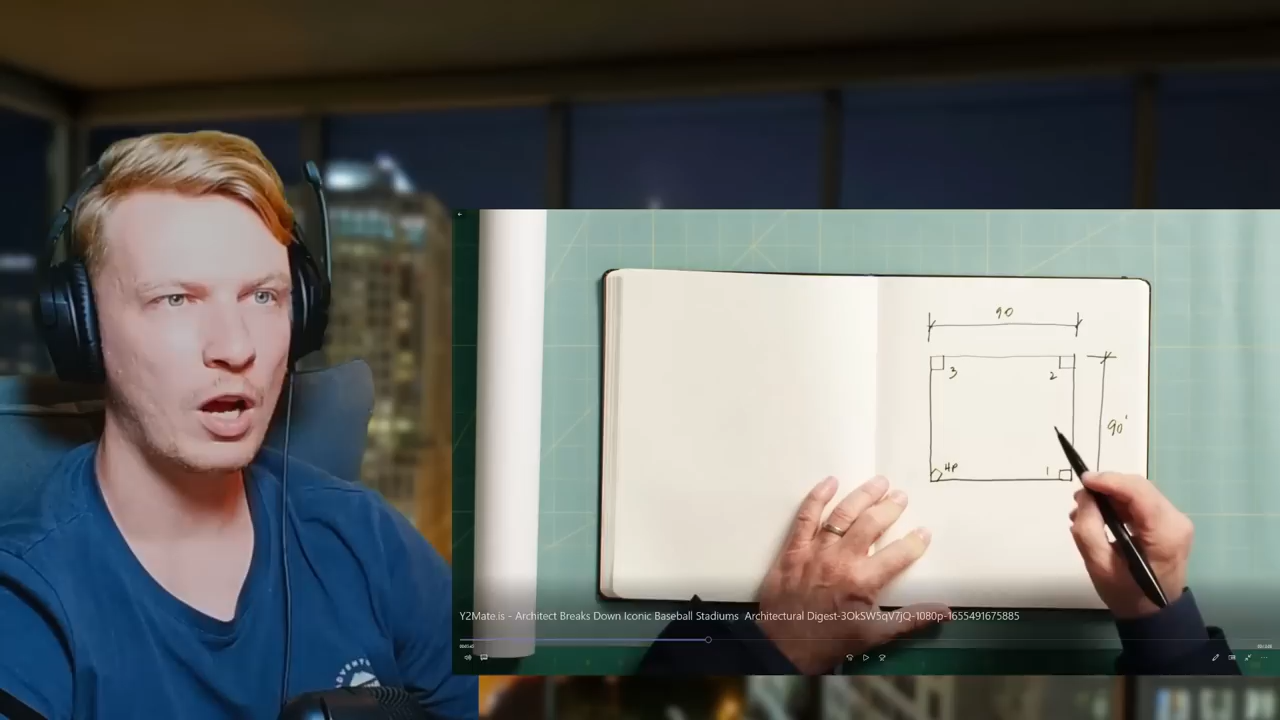 90
3
2
90'
HP
1
Y2Mate.is - Architect Breaks Down Iconic Baseball Stadiums Architectural Digest-3OkSW5qV7jQ-1080p-1655491675885